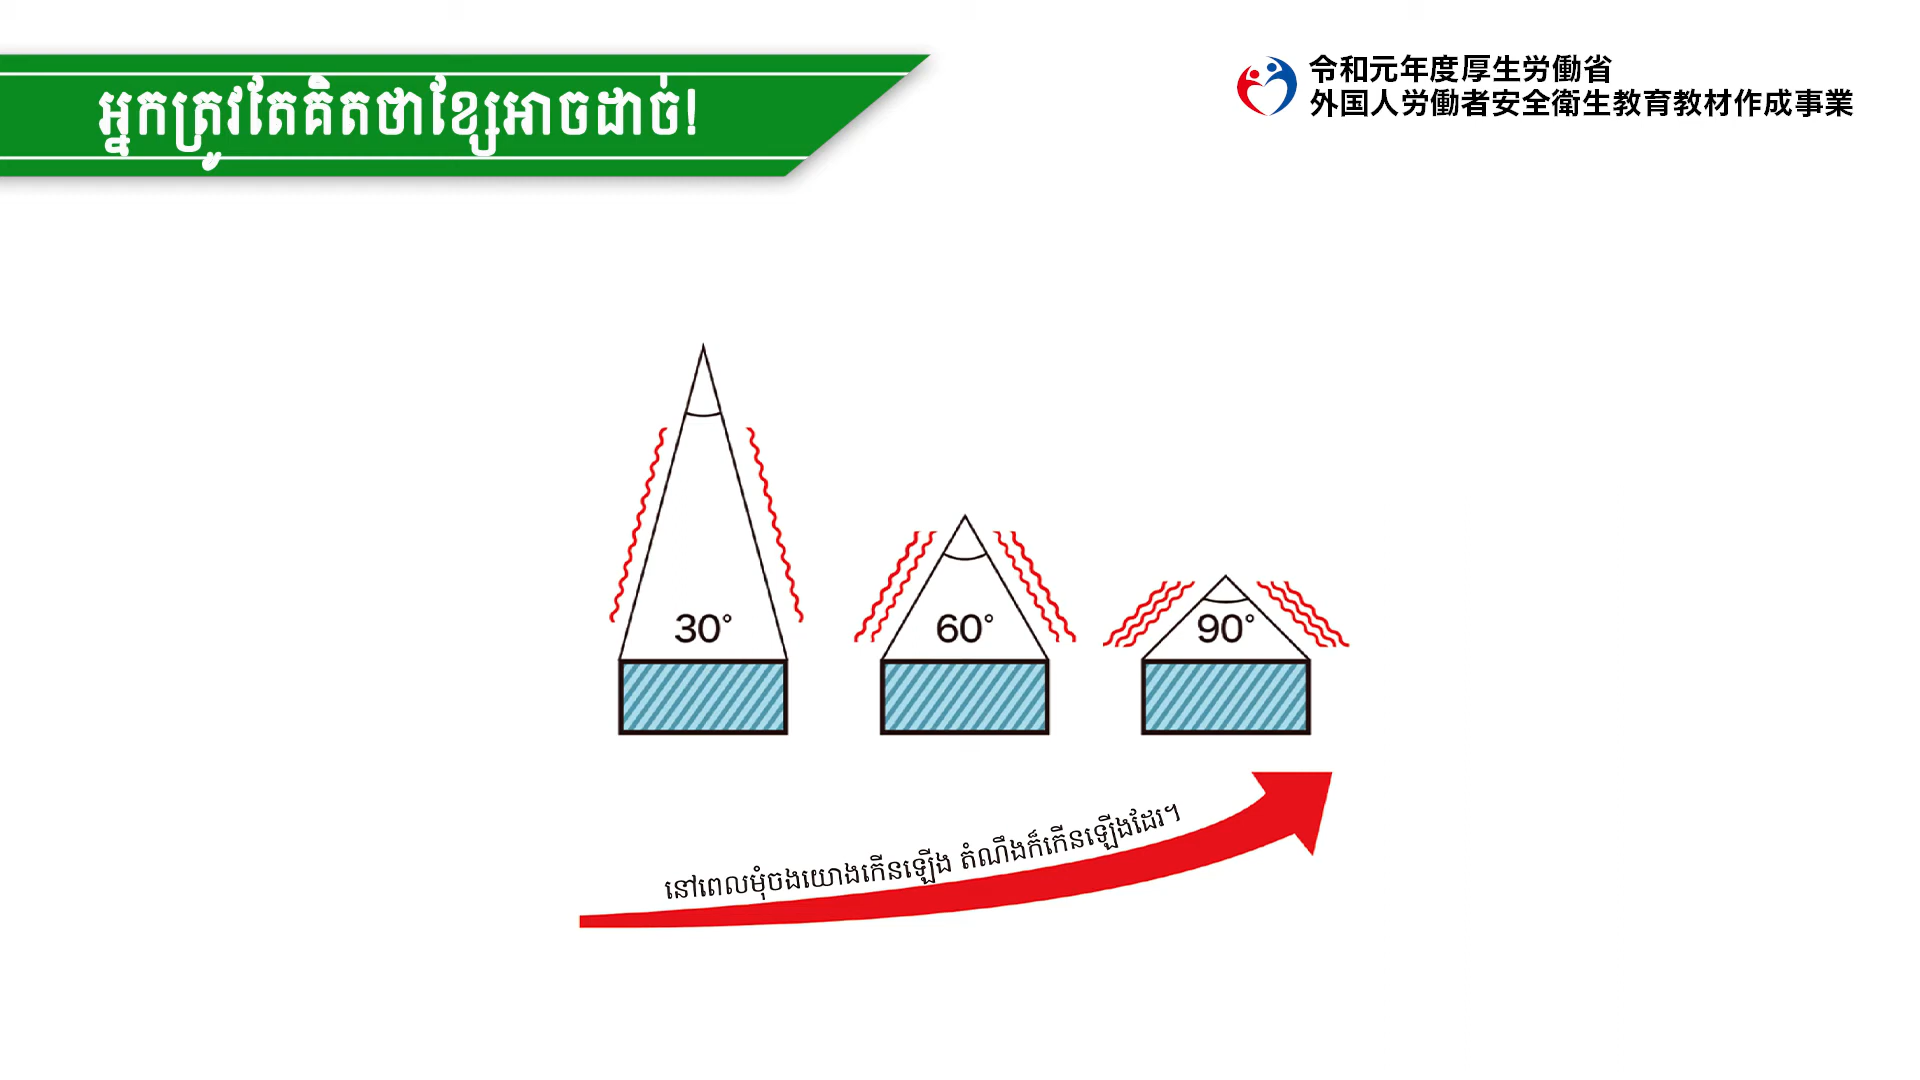 អ្នកត្រូវតែគិតថាខ្សែអាចដាច់!
令和元年度厚生労働省
外国人労働者安全衛生教育教材作成事業
30°
60°
90°
នៅពេលមុំចងយោងកើនឡើង តំណឹងក៏កើនឡើងដែរ។